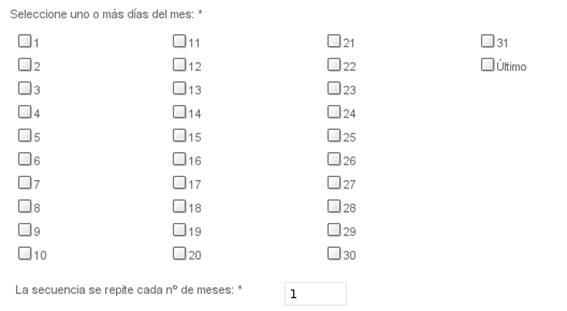 Seleccione uno o más días del mes: *
1 11 21 31
2 12 22 Último
3 13 23
4 14 24
5 15 25
6 16 26
7 17 27
8 18 28
9 19 29
10 20 30
La secuencia se repite cada nº de meses: * 1